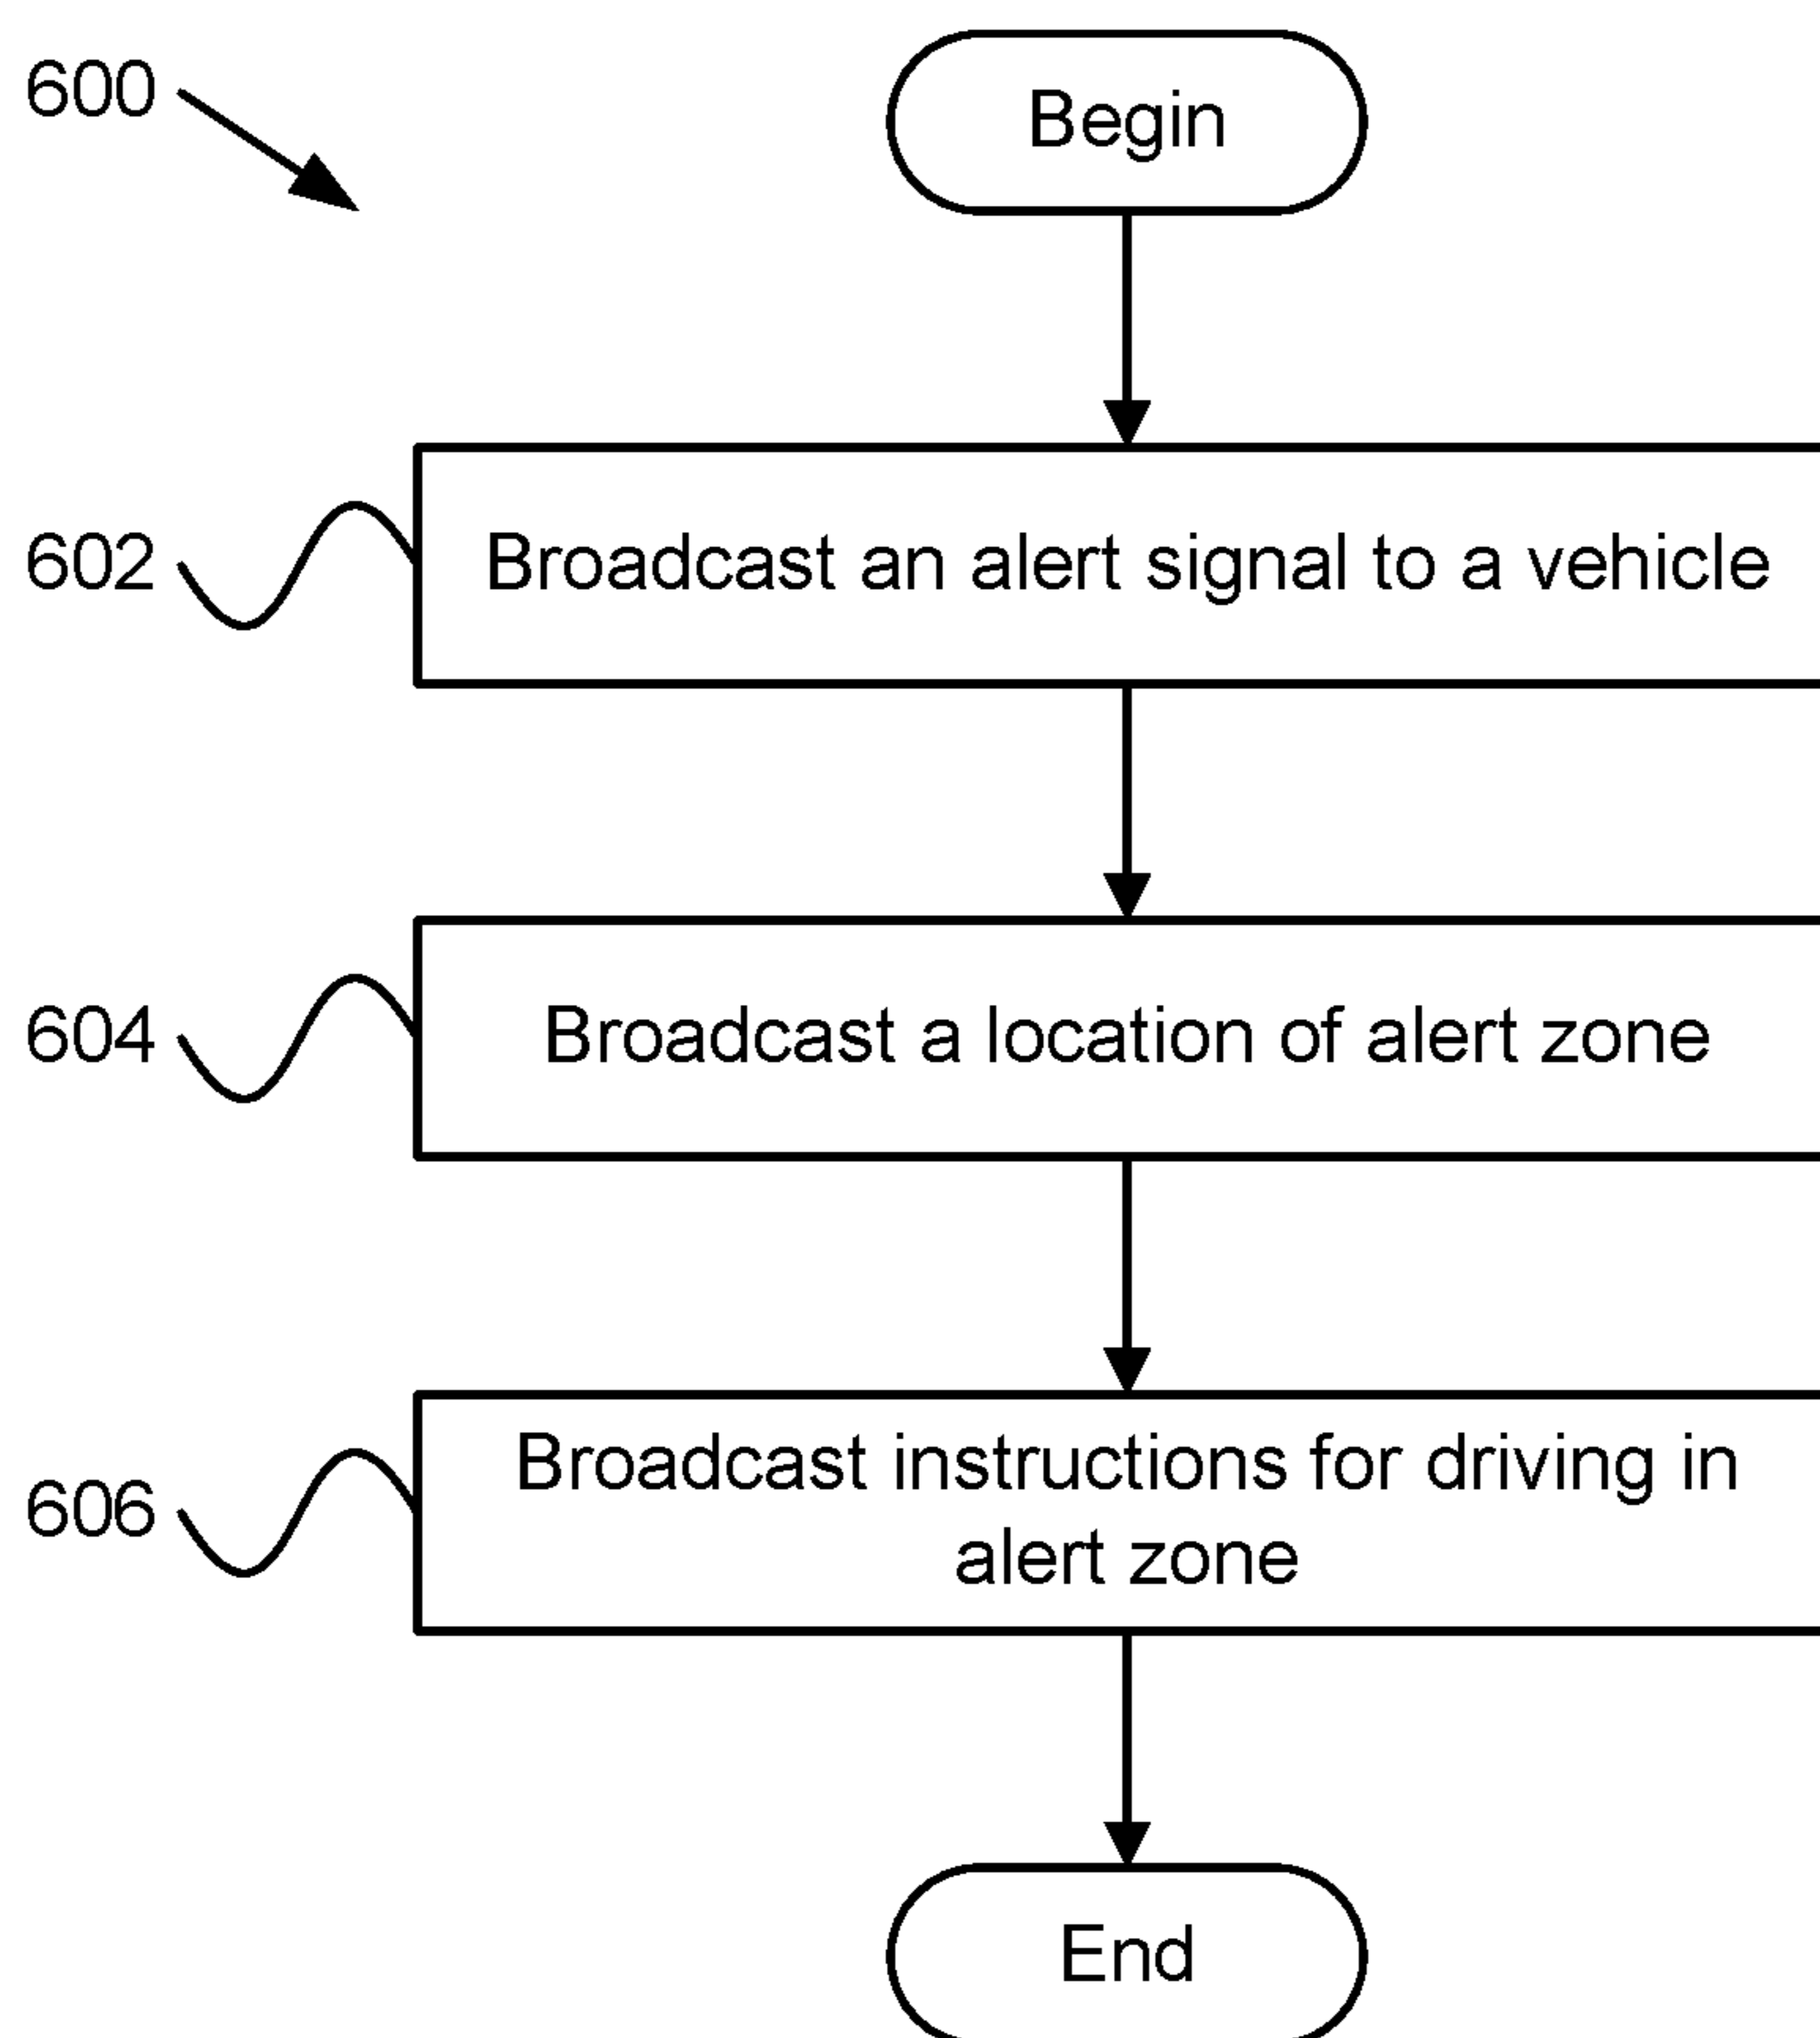 600
Begin
602
Broadcast an alert signal to a vehicle
604
Broadcast a location of alert zone
606
Broadcast instructions for driving in
alert zone
End